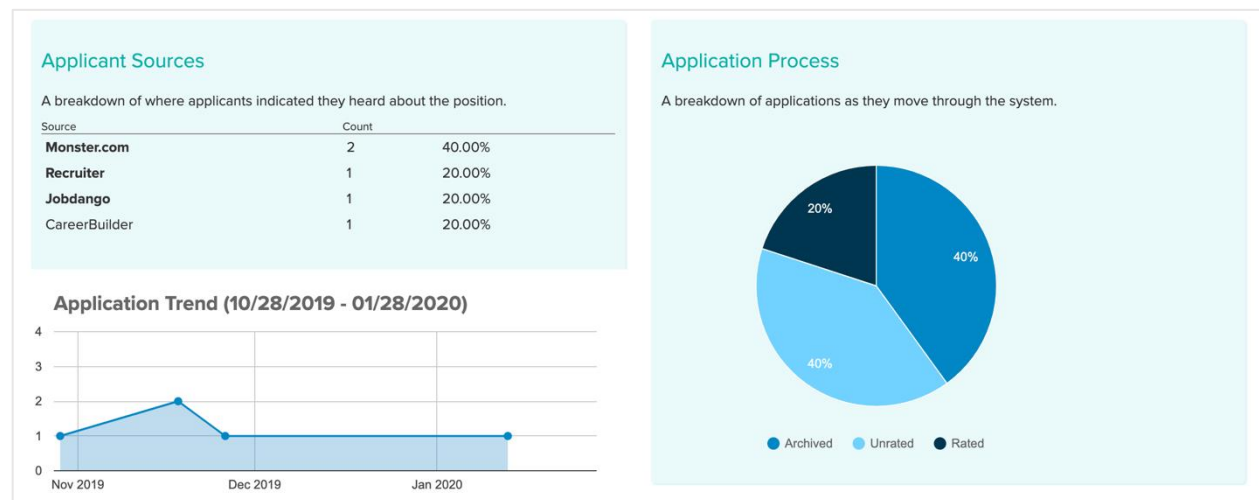 Applicant Sources
A breakdown of where applicants indicated they heard about the position.
Source Count
Monster.com 2 40.00%
Recruiter 1 20.00%
Jobdango 1 20.00%
CareerBuilder 1 20.00%
Application Trend (10/28/2019 - 01/28/2020)
4
3
2
1
0
Nov 2019 Dec 2019 Jan 2020
Application Process
A breakdown of applications as they move through the system.
20%
40%
40%
Archived Unrated Rated